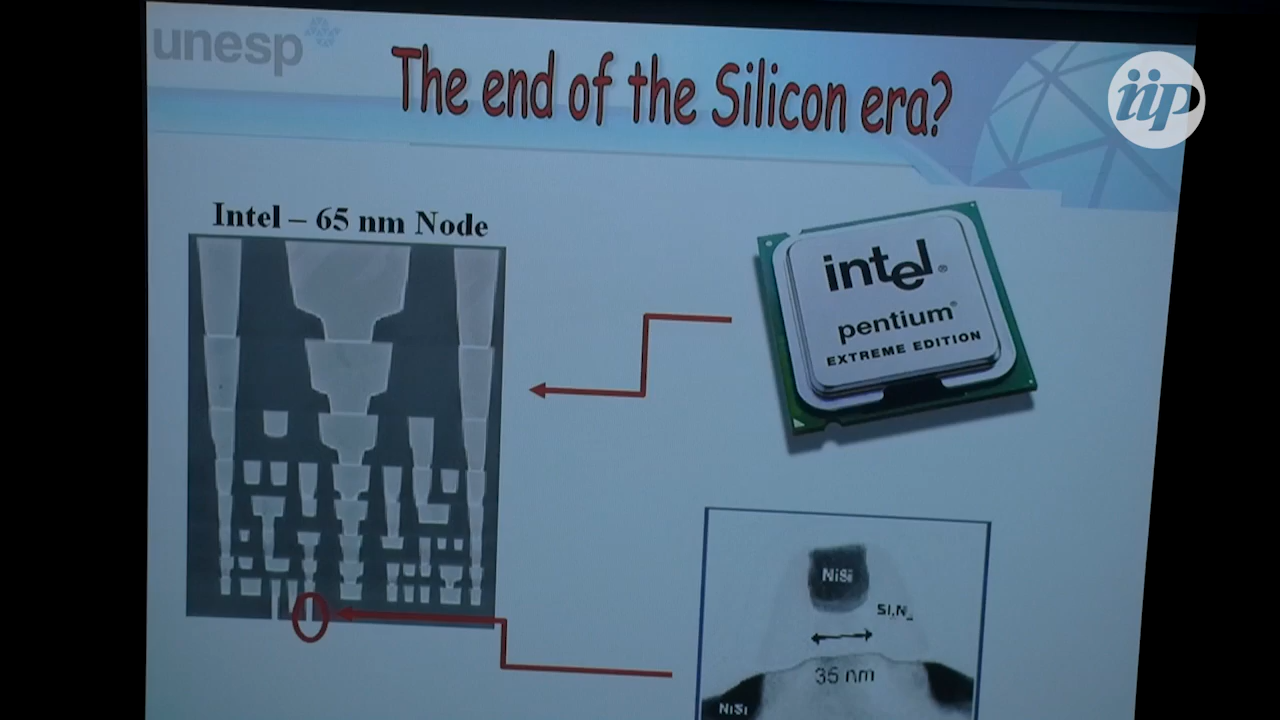 unesp
The end of the Silicon era?
iip
Intel – 65 nm Node
intel®
pentium®
EXTREME EDITION
NiSi
35 nm
NiSi